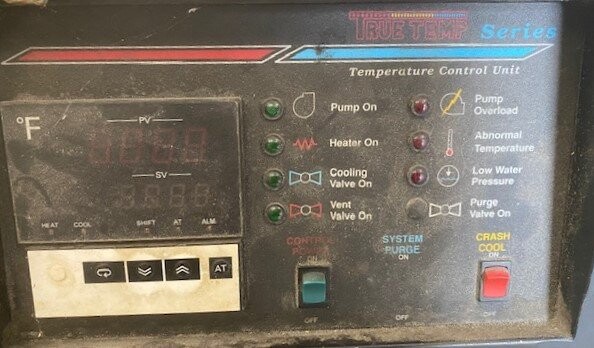 TRUE TEMP Series
Temperature Control Unit
°F
PV
SV
HEAT COOL SHIFT AT ALM
AT
Pump On
Heater On
Cooling
Valve On
Vent
Valve On
Pump
Overload
Abnormal
Temperature
Low Water
Pressure
Purge
Valve On
ON
OFF
SYSTEM
PURGE
ON
OFF
CRASH
COOL
ON
OFF